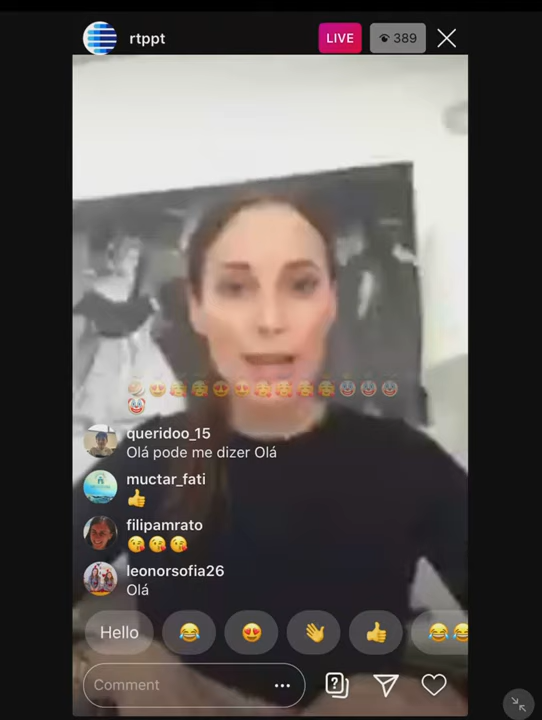 rtppt
LIVE
389
queridoo_15
Olá pode me dizer Olá
muctar_fati
filipamrato
leonorsofia26
Olá
Hello
Comment